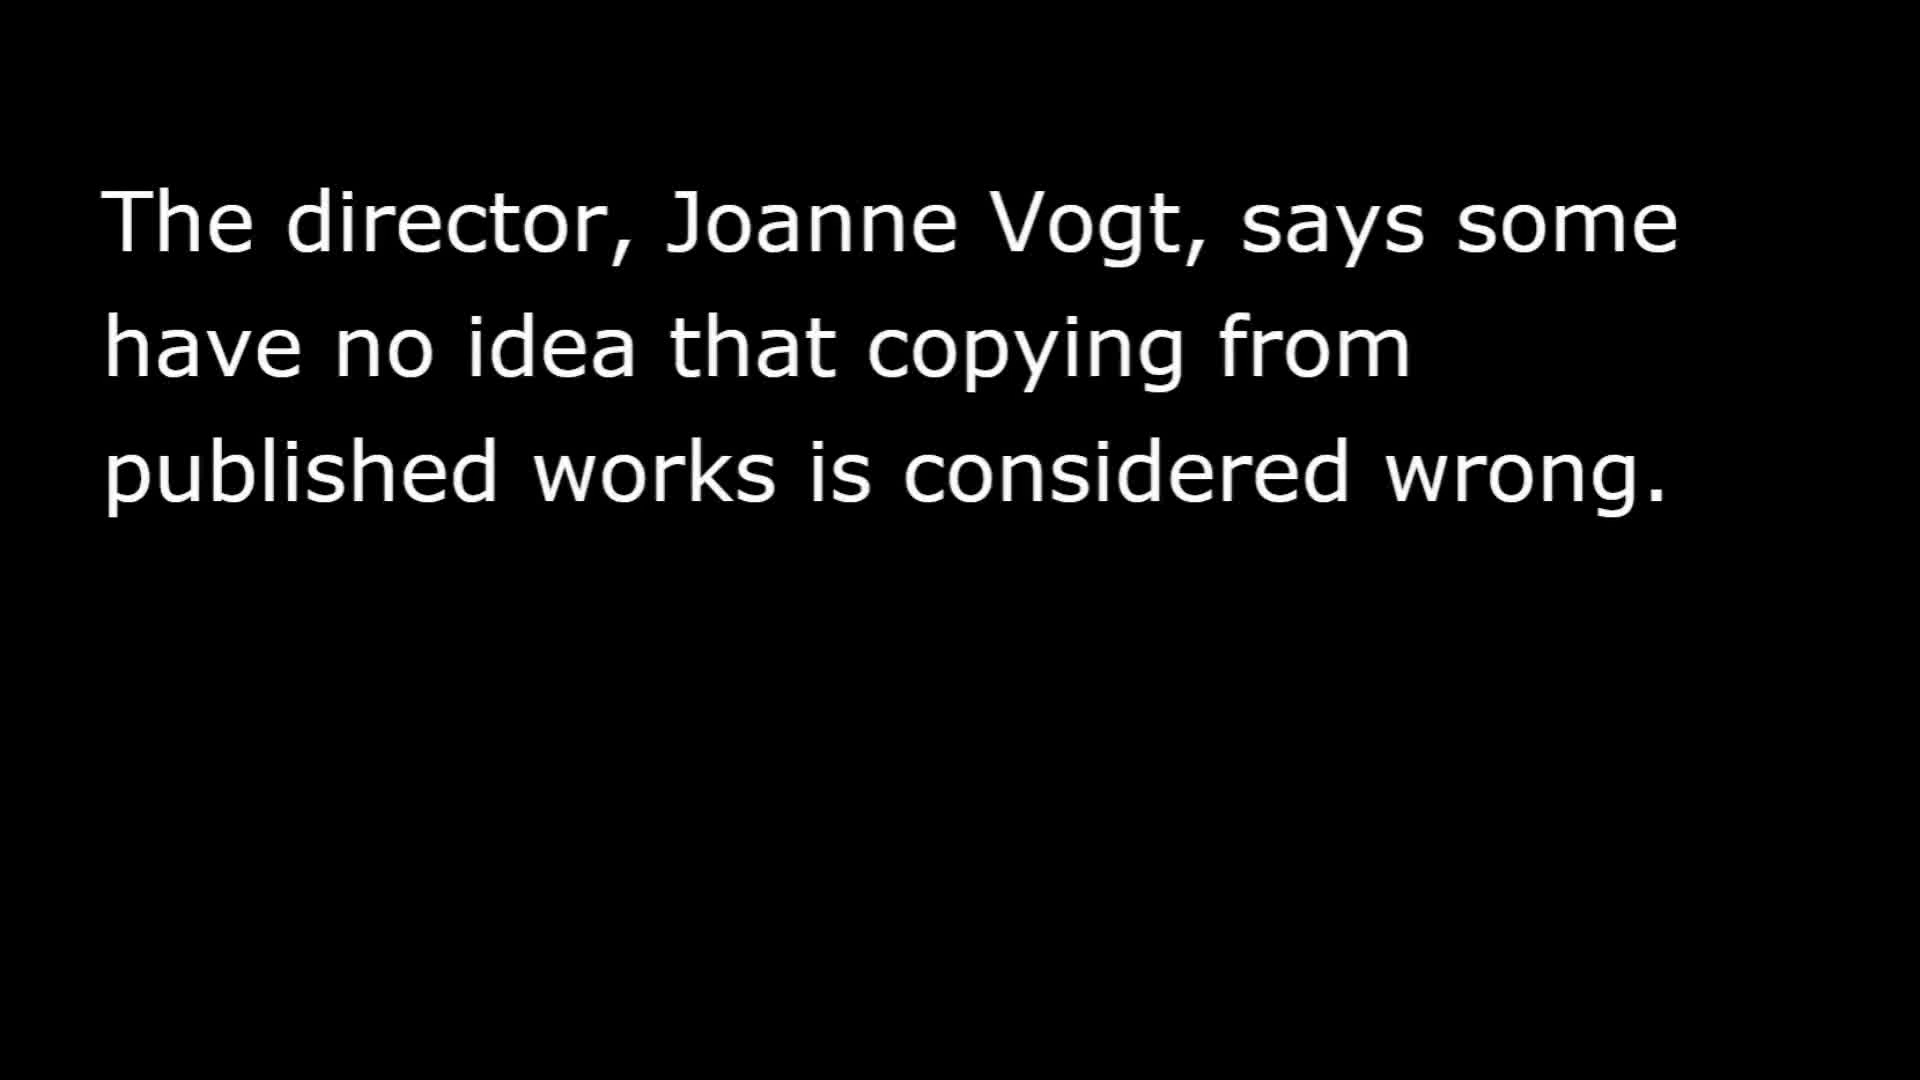 The director, Joanne Vogt, says some
have no idea that copying from
published works is considered wrong.